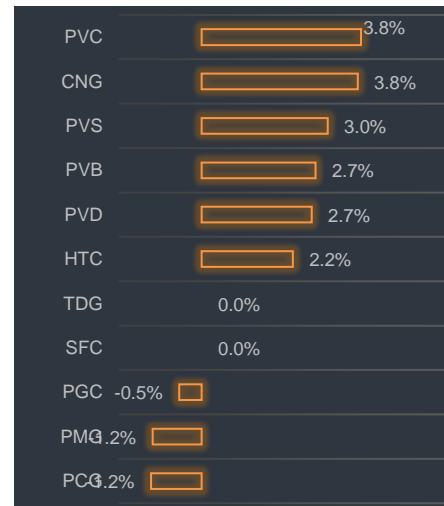 PVC 3.8%
CNG 3.8%
PVS 3.0%
PVB 2.7%
PVD 2.7%
HTC 2.2%
TDG 0.0%
SFC 0.0%
PGC -0.5%
PMG -1.2%
PCG -1.2%